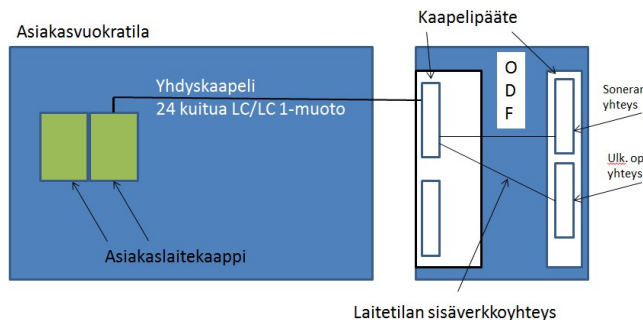 Asiakasvuokratila
Kaapelipääte
Yhdyskaapeli
24 kuitua LC/LC 1-muoto
O
D
F
Soneran
yhteys
Ulk. op
yhteys
Asiakaslaitekaappi
Laitetilan sisäverkkoyhteys